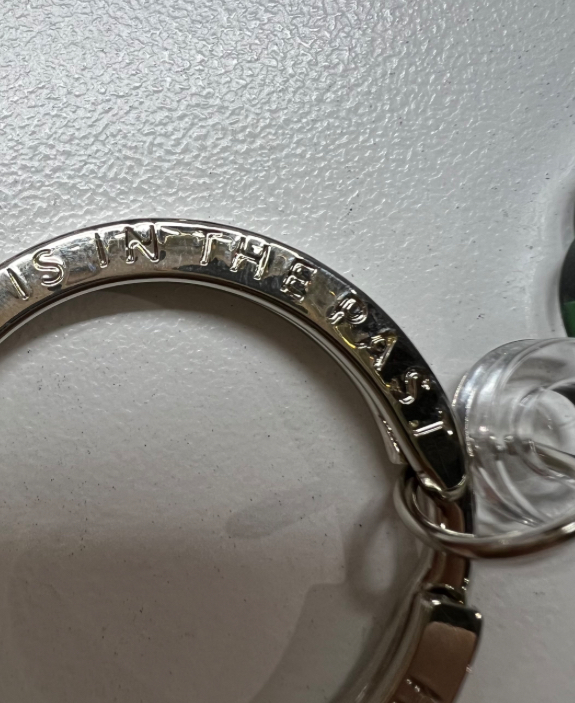 IS IN THE PAST